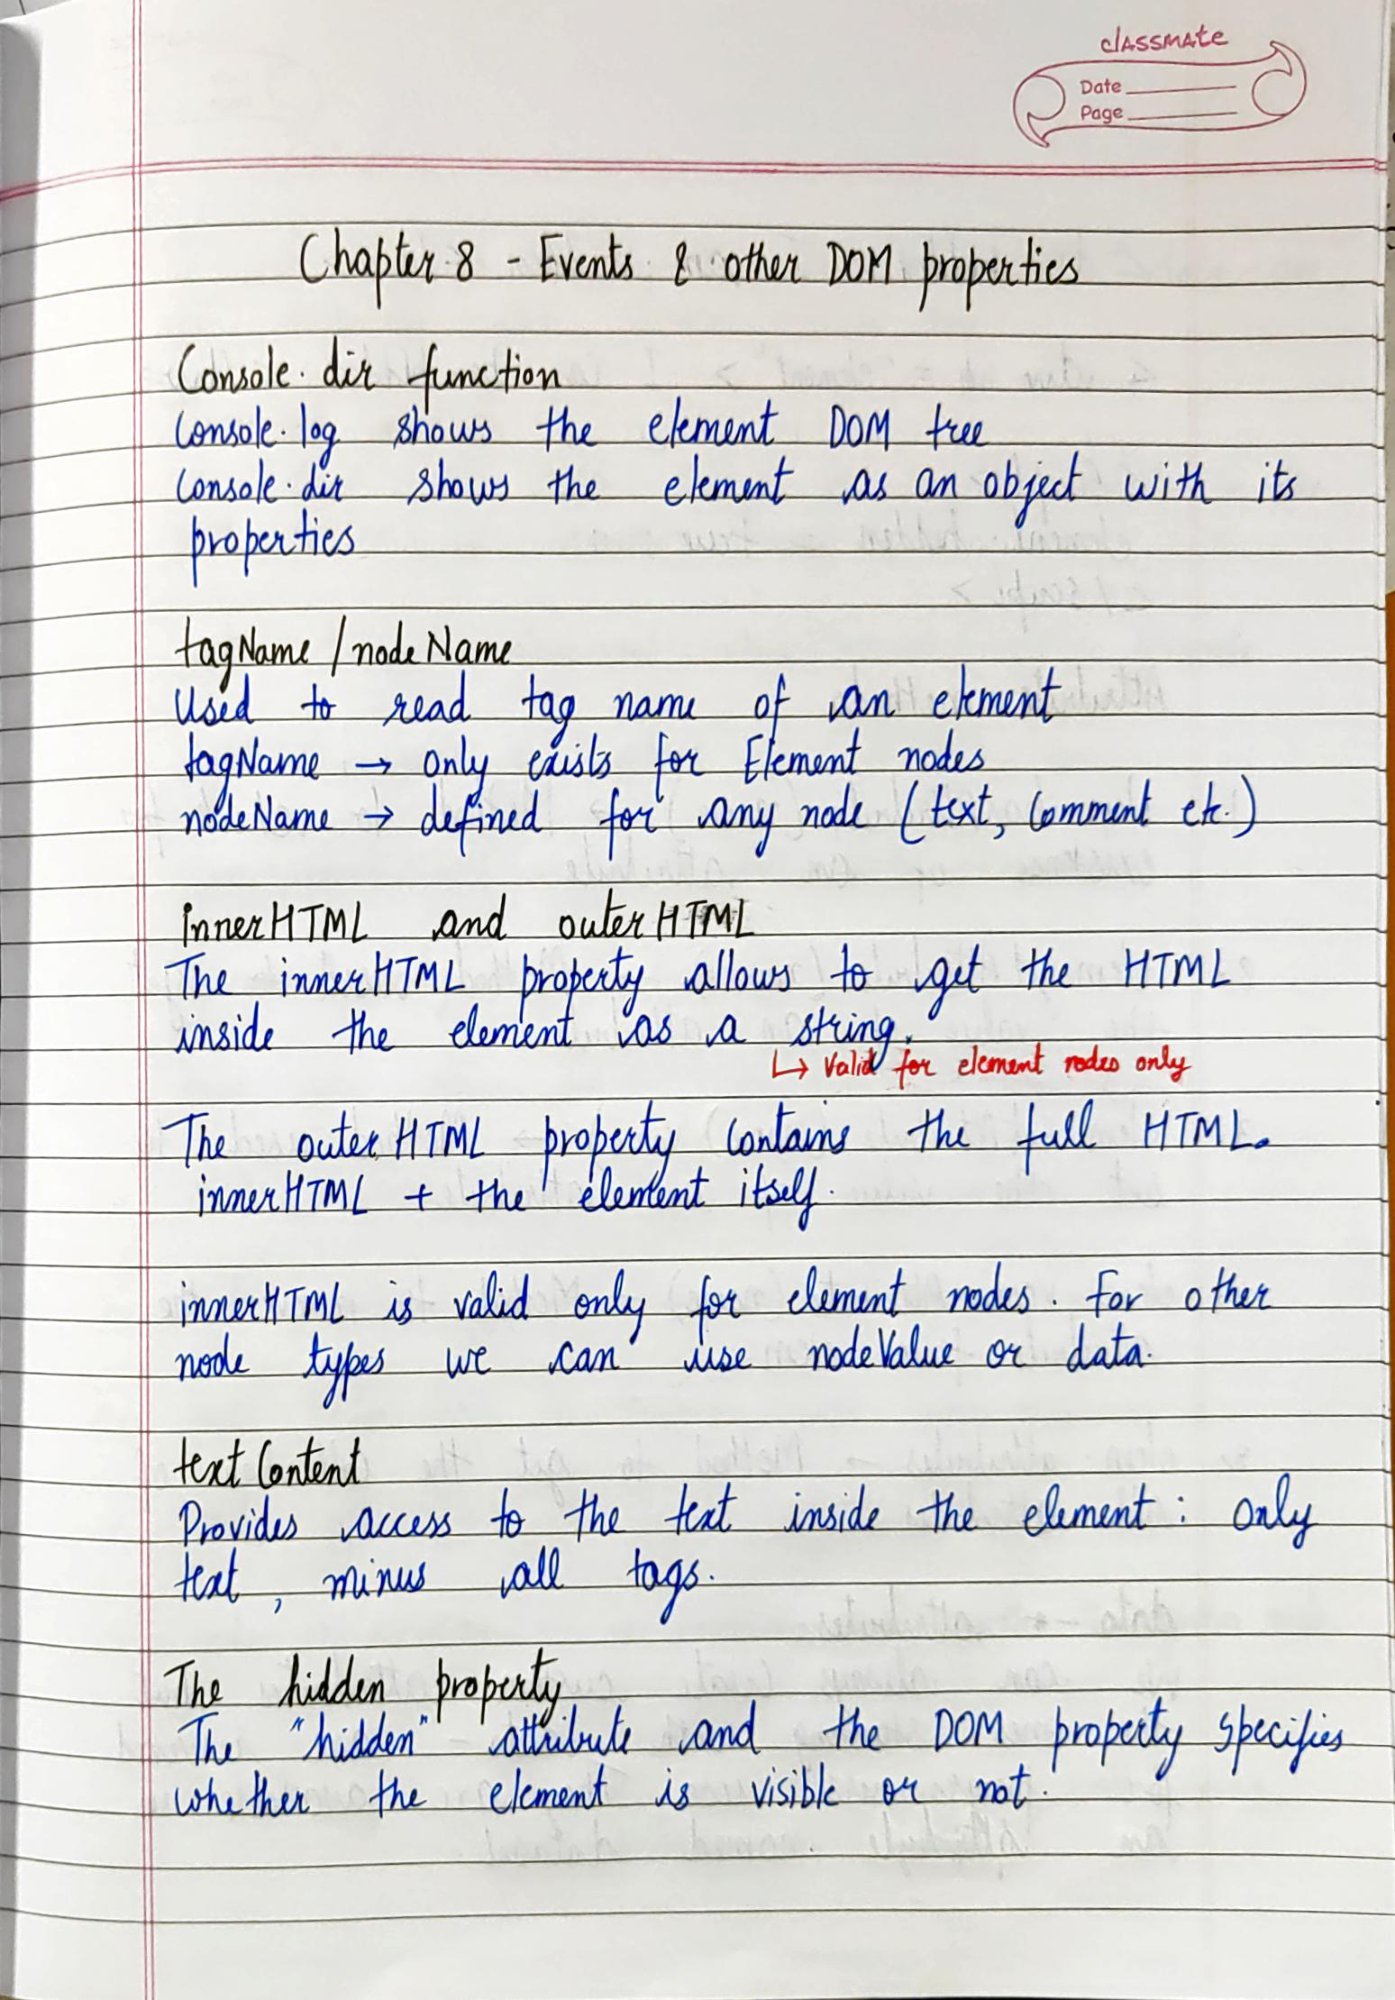 classmate
Date
Page
Chapter 8 - Events & other DOM properties
Console.dir function
Console.log shows the element DOM tree
Console.dir shows the element as an object with its
properties
tagName / nodeName
Used to read tag name of an element
tagName → only exists for Element nodes
nodeName → defined for any node (text, Comment etc.)
innerHTML and outerHTML
The innerHTML property allows to get the HTML
inside the element as a string.
↳ Valid for element nodes only
The outerHTML property contains the full HTML.
innerHTML + the element itself.
innerHTML is valid only for element nodes. For other
node types we can use nodeValue or data.
textContent
Provides access to the text inside the element : only
text, minus all tags.
The hidden property
The "hidden" attribute and the DOM property specifies
whether the element is visible or not.